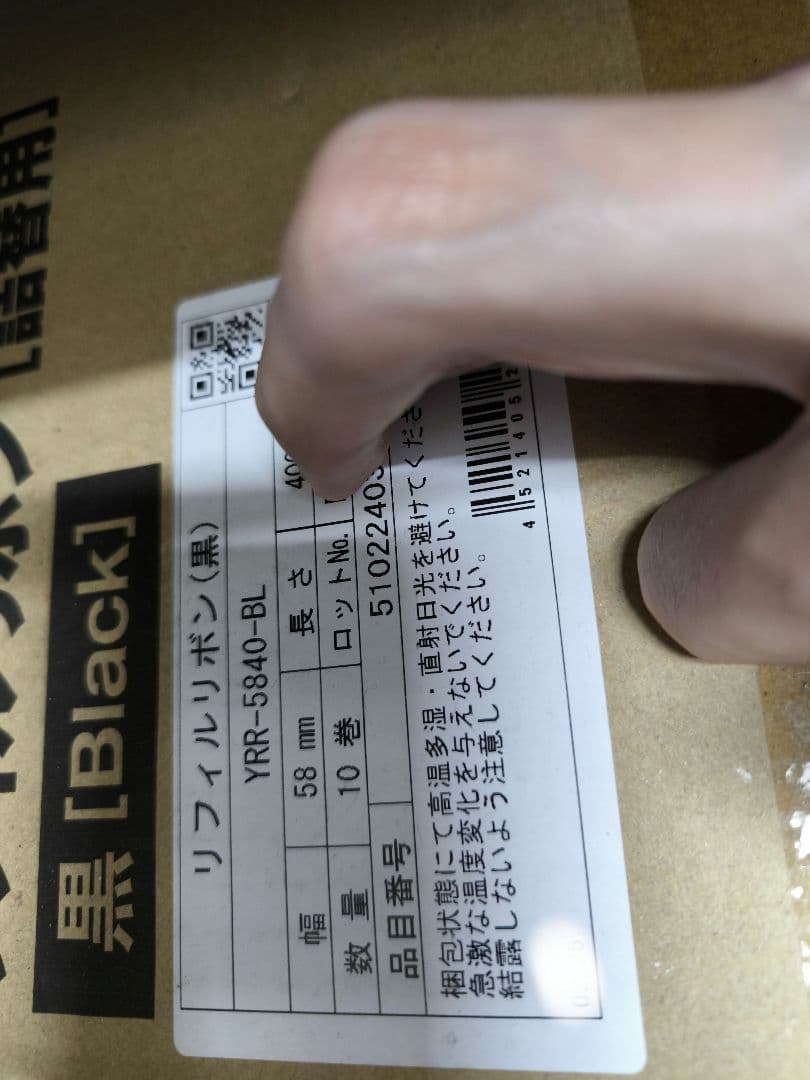 [詰替用]
黒 [Black]
リフィルリボン(黒)
YRR-5840-BL
幅 58 mm 長さ
数量 10 巻 ロットNo.
品目番号 5102240
梱包状態にて高温多湿・直射日光を避けてくださ
急激な温度変化を与えないでください。
結露しないよう注意してください。
4 521405